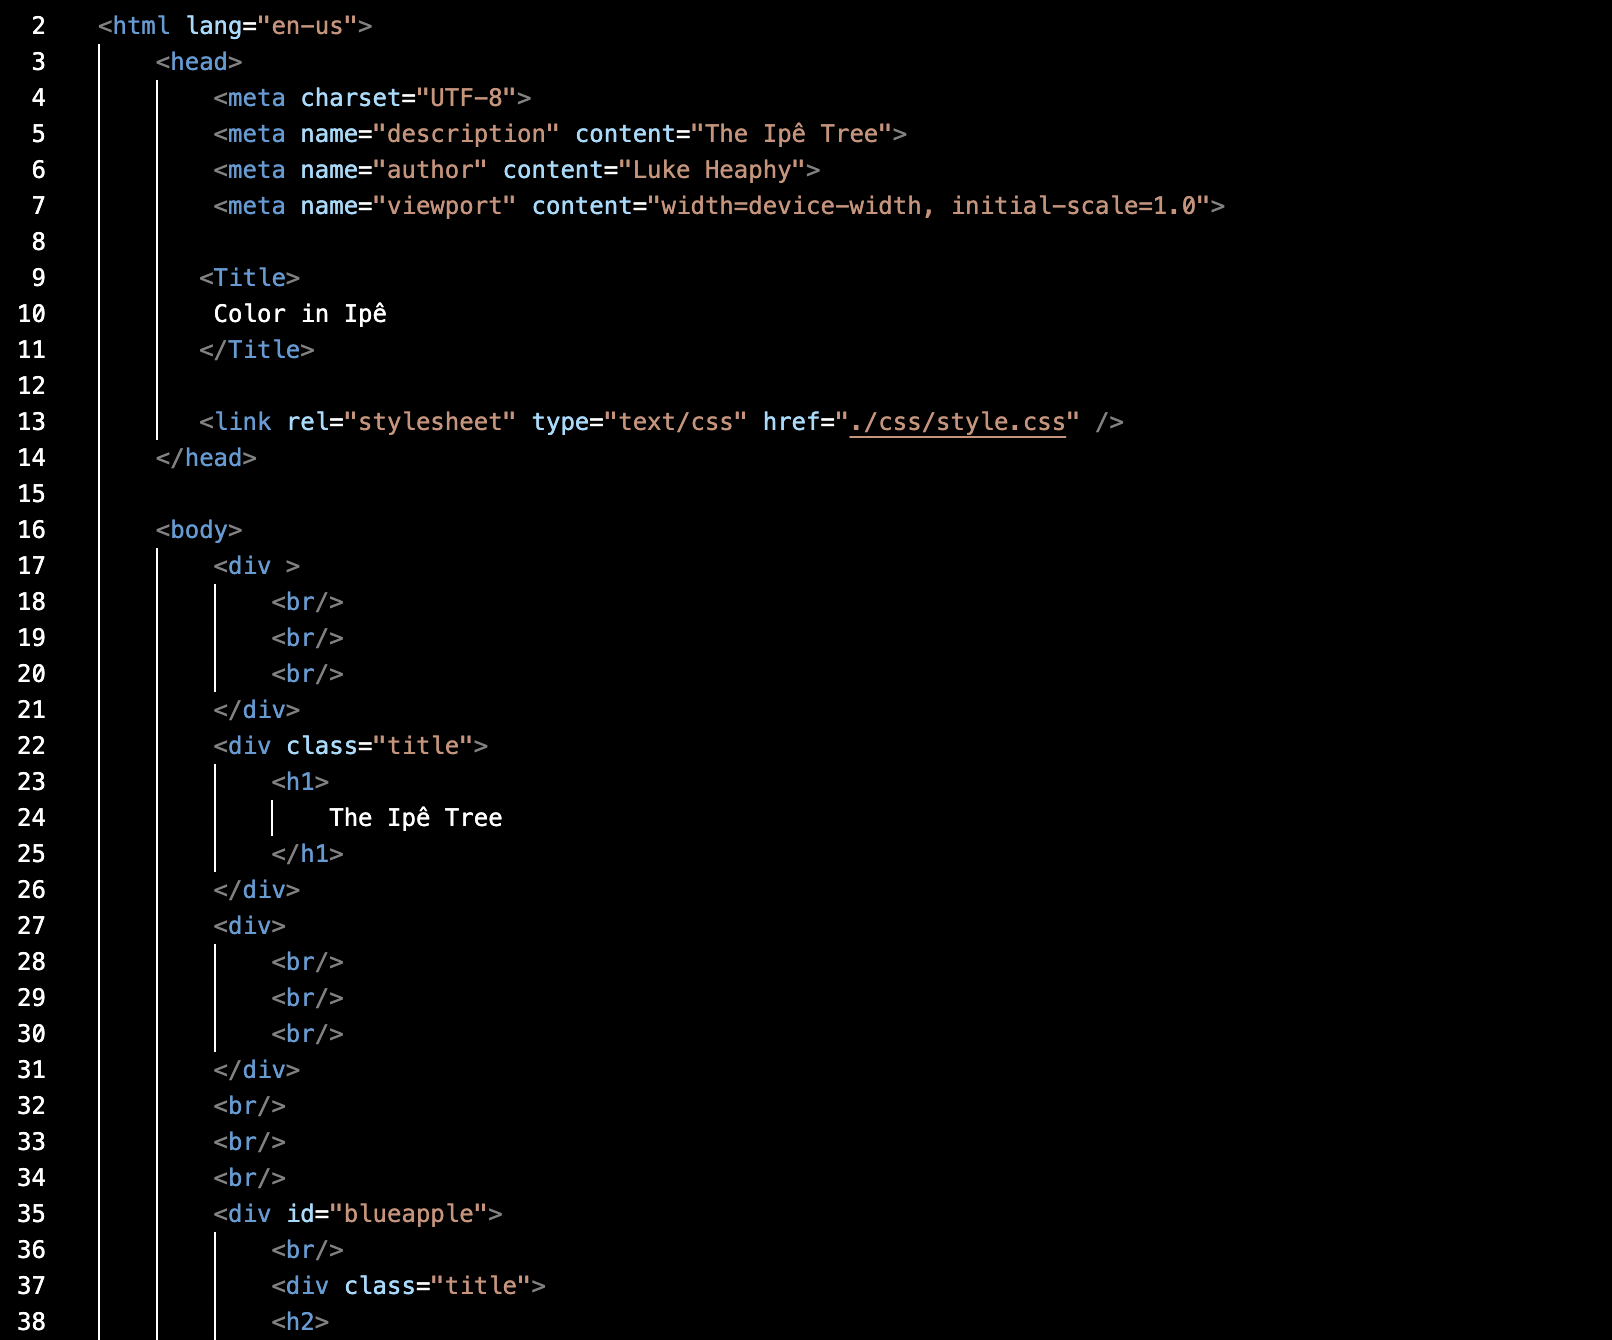 2 <html lang="en-us">
3 <head>
4 <meta charset="UTF-8">
5 <meta name="description" content="The Ipê Tree">
6 <meta name="author" content="Luke Heaphy">
7 <meta name="viewport" content="width=device-width, initial-scale=1.0">
8
9 <Title>
10 Color in Ipê
11 </Title>
12
13 <link rel="stylesheet" type="text/css" href="./css/style.css" />
14 </head>
15
16 <body>
17 <div >
18 <br/>
19 <br/>
20 <br/>
21 </div>
22 <div class="title">
23 <h1>
24 The Ipê Tree
25 </h1>
26 </div>
27 <div>
28 <br/>
29 <br/>
30 <br/>
31 </div>
32 <br/>
33 <br/>
34 <br/>
35 <div id="blueapple">
36 <br/>
37 <div class="title">
38 <h2>